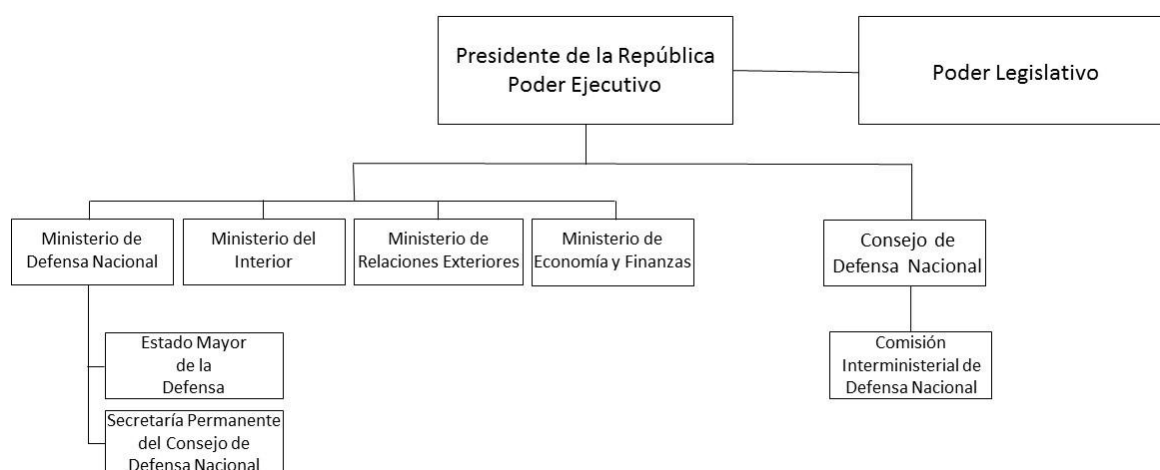 Presidente de la República
Poder Ejecutivo
Poder Legislativo
Ministerio de
Defensa Nacional
Ministerio del
Interior
Ministerio de
Relaciones Exteriores
Ministerio de
Economía y Finanzas
Consejo de
Defensa Nacional
Estado Mayor
de la
Defensa
Comisión
Interministerial de
Defensa Nacional
Secretaría Permanente
del Consejo de
Defensa Nacional